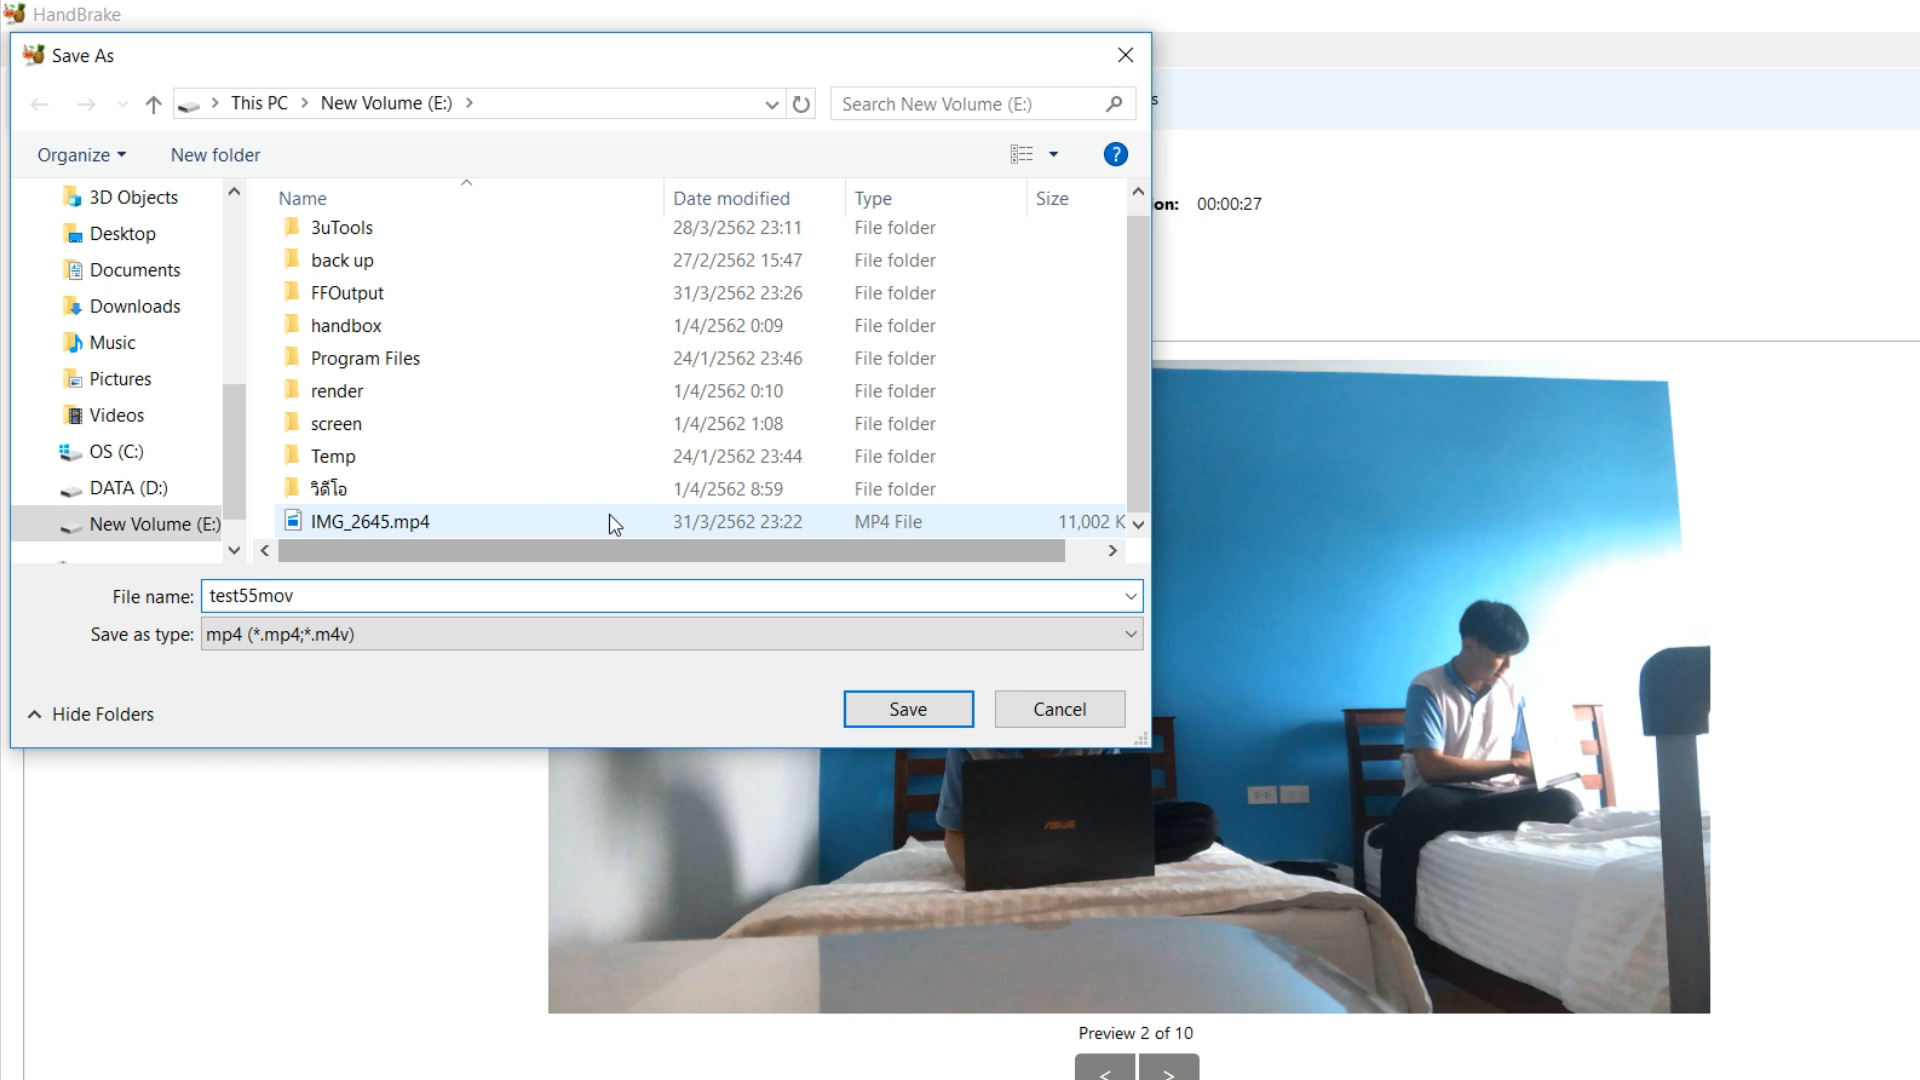 HandBrake
Save As
This PC > New Volume (E:) >
Search New Volume (E:)
s
Organize
New folder
?
Name Date modified Type Size
3D Objects
Desktop
Documents
Downloads
Music
Pictures
Videos
OS (C:)
DATA (D:)
New Volume (E:)
3uTools 28/3/2562 23:11 File folder
back up 27/2/2562 15:47 File folder
FFOutput 31/3/2562 23:26 File folder
handbox 1/4/2562 0:09 File folder
Program Files 24/1/2562 23:46 File folder
render 1/4/2562 0:10 File folder
screen 1/4/2562 1:08 File folder
Temp 24/1/2562 23:44 File folder
วิดีโอ 1/4/2562 8:59 File folder
IMG_2645.mp4 31/3/2562 23:22 MP4 File 11,002 K
on: 00:00:27
File name: test55mov
Save as type: mp4 (*.mp4;*.m4v)
Hide Folders
Save
Cancel
ASUS
Preview 2 of 10
< >